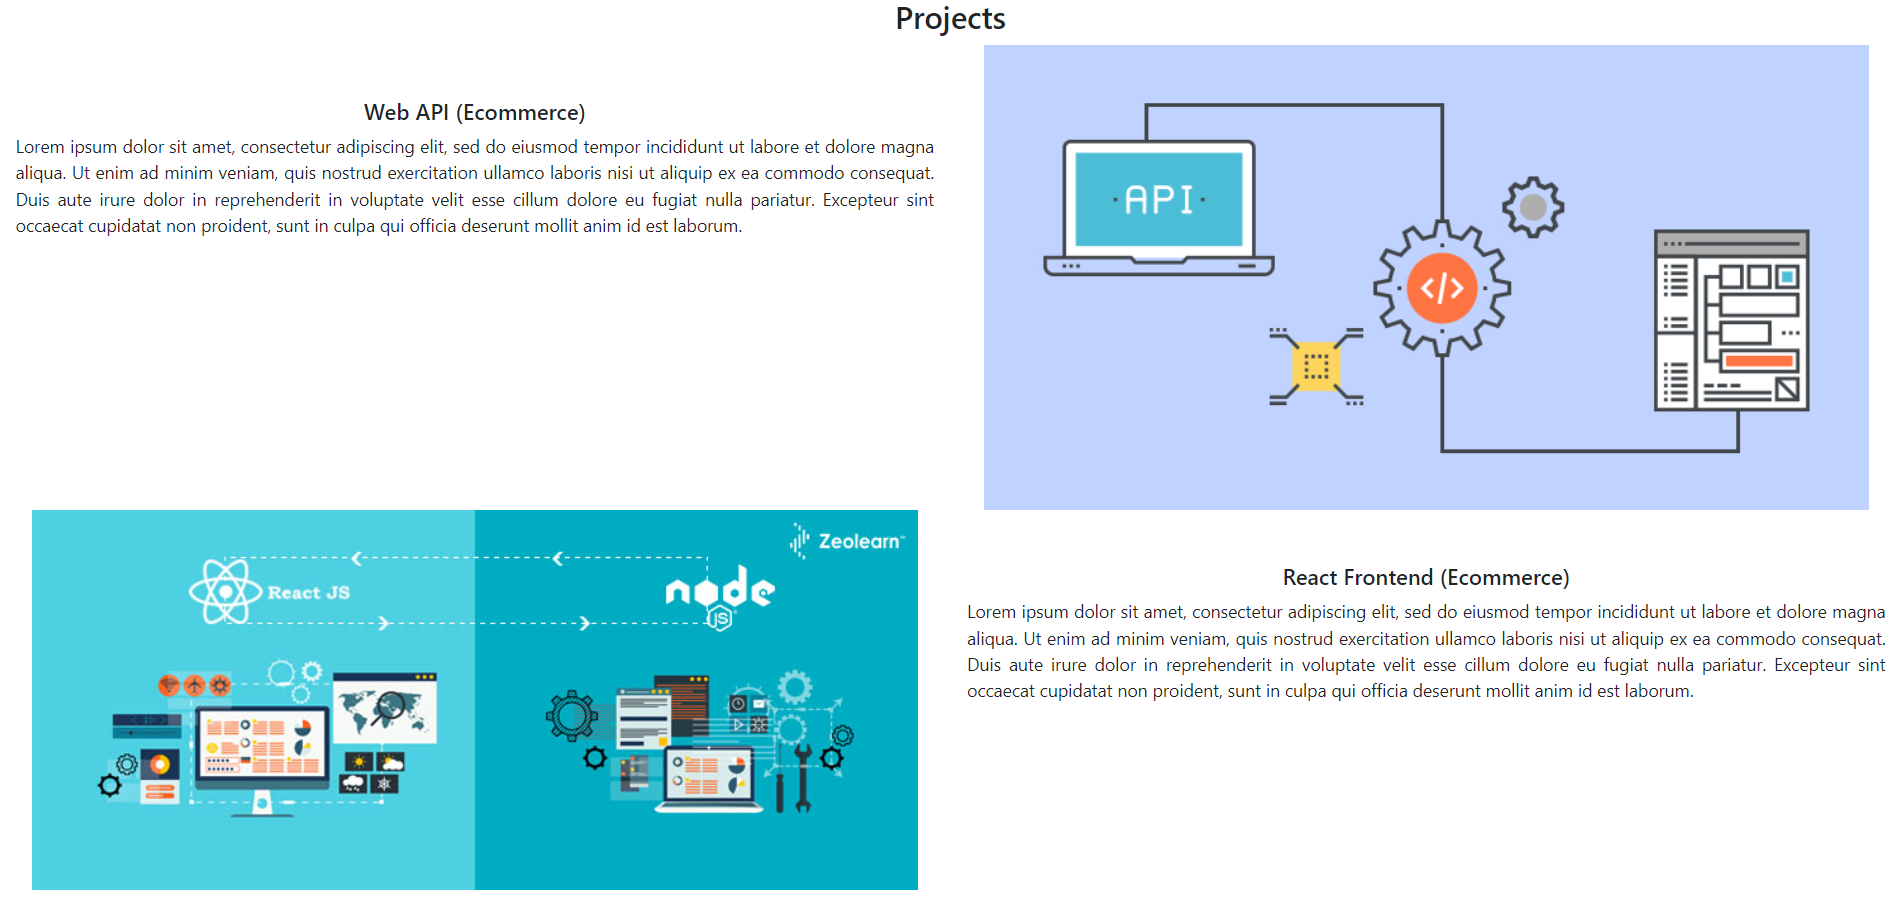 Projects
Web API (Ecommerce)
Lorem ipsum dolor sit amet, consectetur adipiscing elit, sed do eiusmod tempor incididunt ut labore et dolore magna
aliqua. Ut enim ad minim veniam, quis nostrud exercitation ullamco laboris nisi ut aliquip ex ea commodo consequat.
Duis aute irure dolor in reprehenderit in voluptate velit esse cillum dolore eu fugiat nulla pariatur. Excepteur sint
occaecat cupidatat non proident, sunt in culpa qui officia deserunt mollit anim id est laborum.
· API ·
</>
Zeolearn™
React JS
node
JS
React Frontend (Ecommerce)
Lorem ipsum dolor sit amet, consectetur adipiscing elit, sed do eiusmod tempor incididunt ut labore et dolore magna
aliqua. Ut enim ad minim veniam, quis nostrud exercitation ullamco laboris nisi ut aliquip ex ea commodo consequat.
Duis aute irure dolor in reprehenderit in voluptate velit esse cillum dolore eu fugiat nulla pariatur. Excepteur sint
occaecat cupidatat non proident, sunt in culpa qui officia deserunt mollit anim id est laborum.